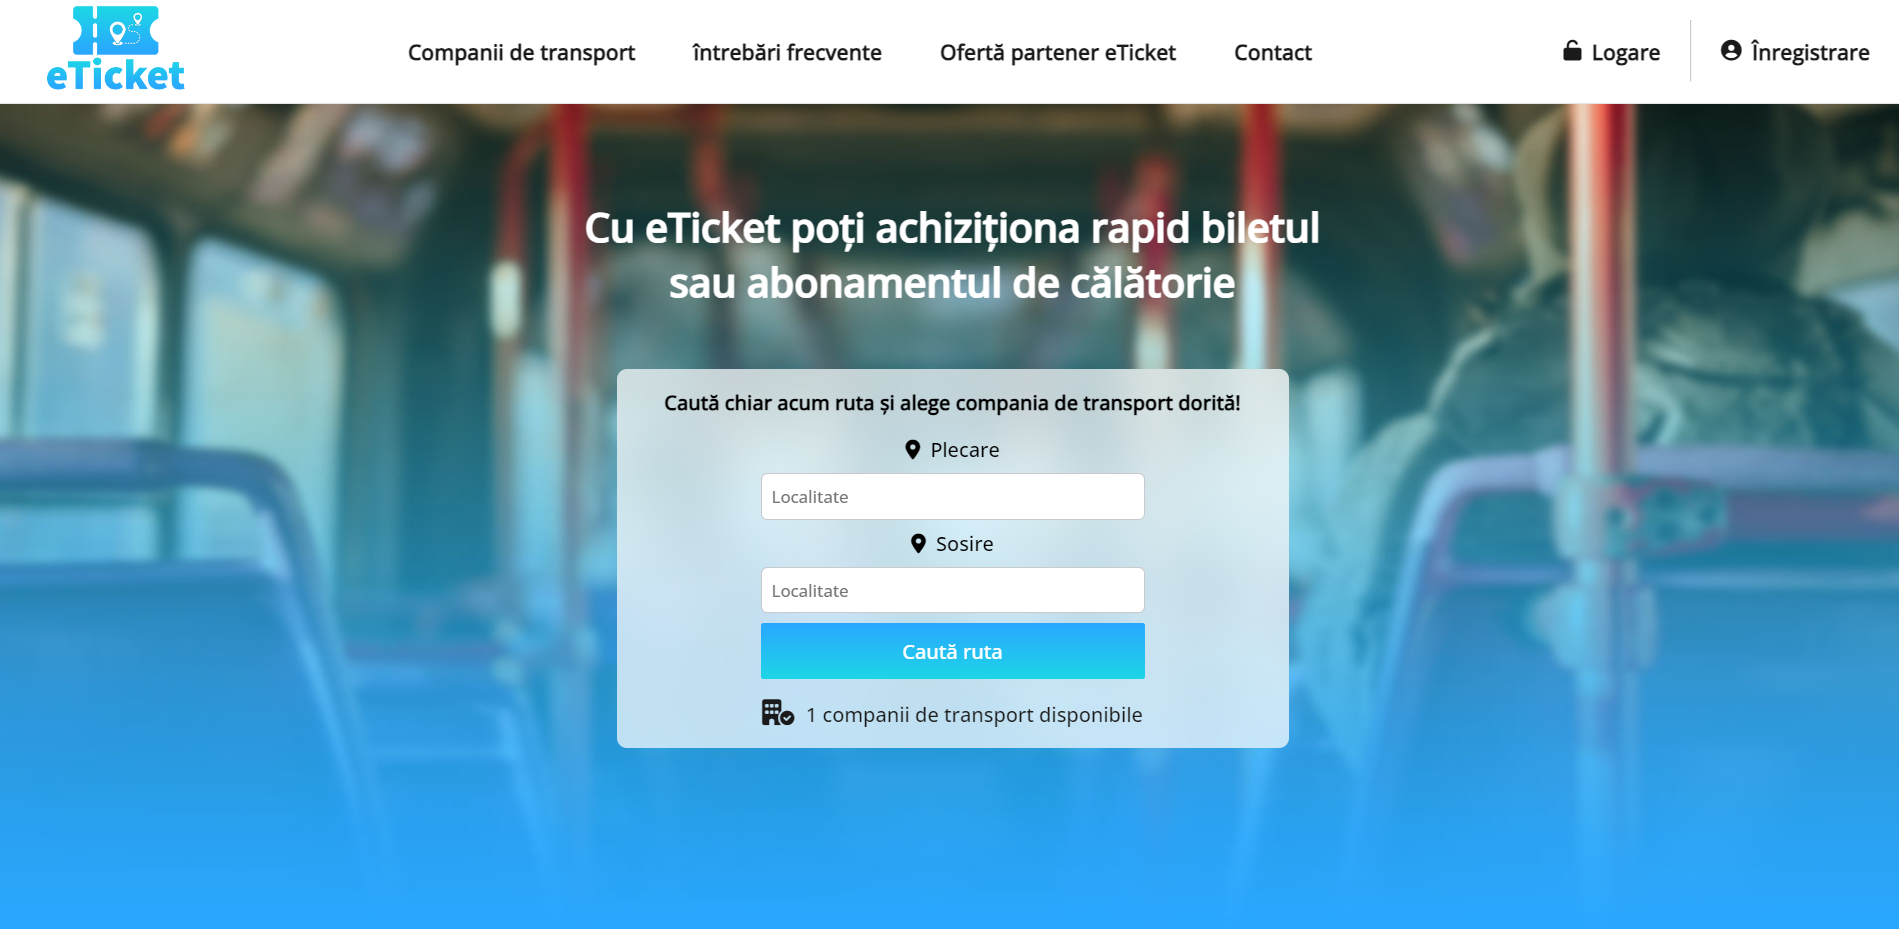 eTicket
Companii de transport
întrebări frecvente
Ofertă partener eTicket
Contact
Logare
Înregistrare
Cu eTicket poți achiziționa rapid biletul
sau abonamentul de călătorie
Caută chiar acum ruta și alege compania de transport dorită!
Plecare
Localitate
Sosire
Localitate
Caută ruta
1 companii de transport disponibile